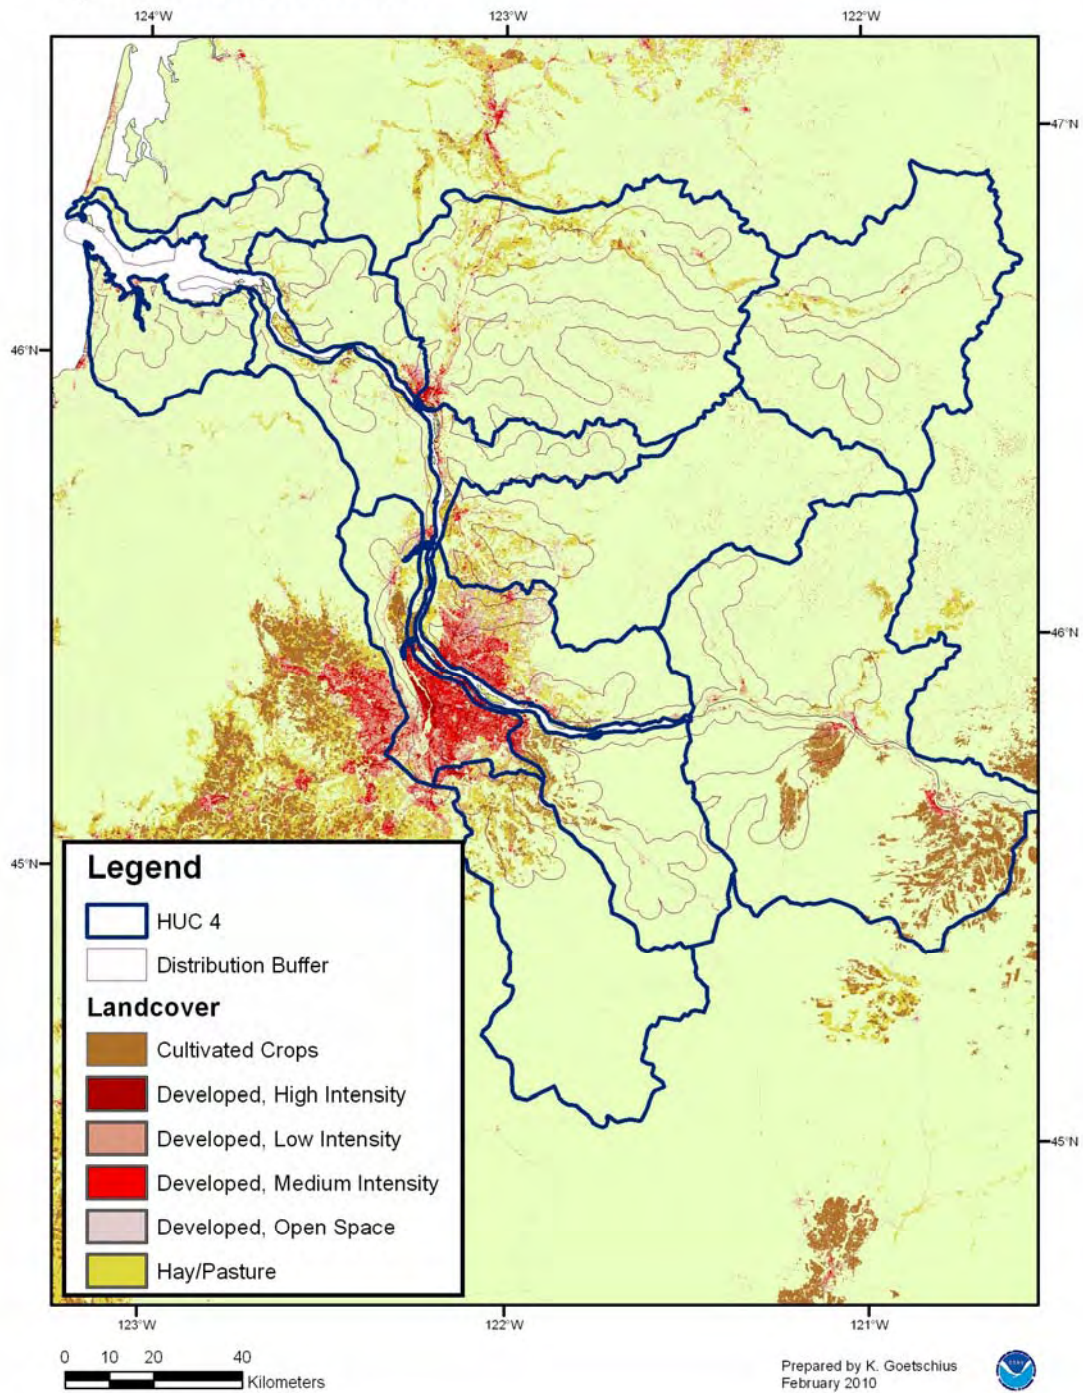 124°W 123°W 122°W
47°N
46°N
46°N
45°N
45°N
Legend
HUC 4
Distribution Buffer
Landcover
Cultivated Crops
Developed, High Intensity
Developed, Low Intensity
Developed, Medium Intensity
Developed, Open Space
Hay/Pasture
123°W 122°W 121°W
0 10 20 40
Kilometers
Prepared by K. Goetschius
February 2010